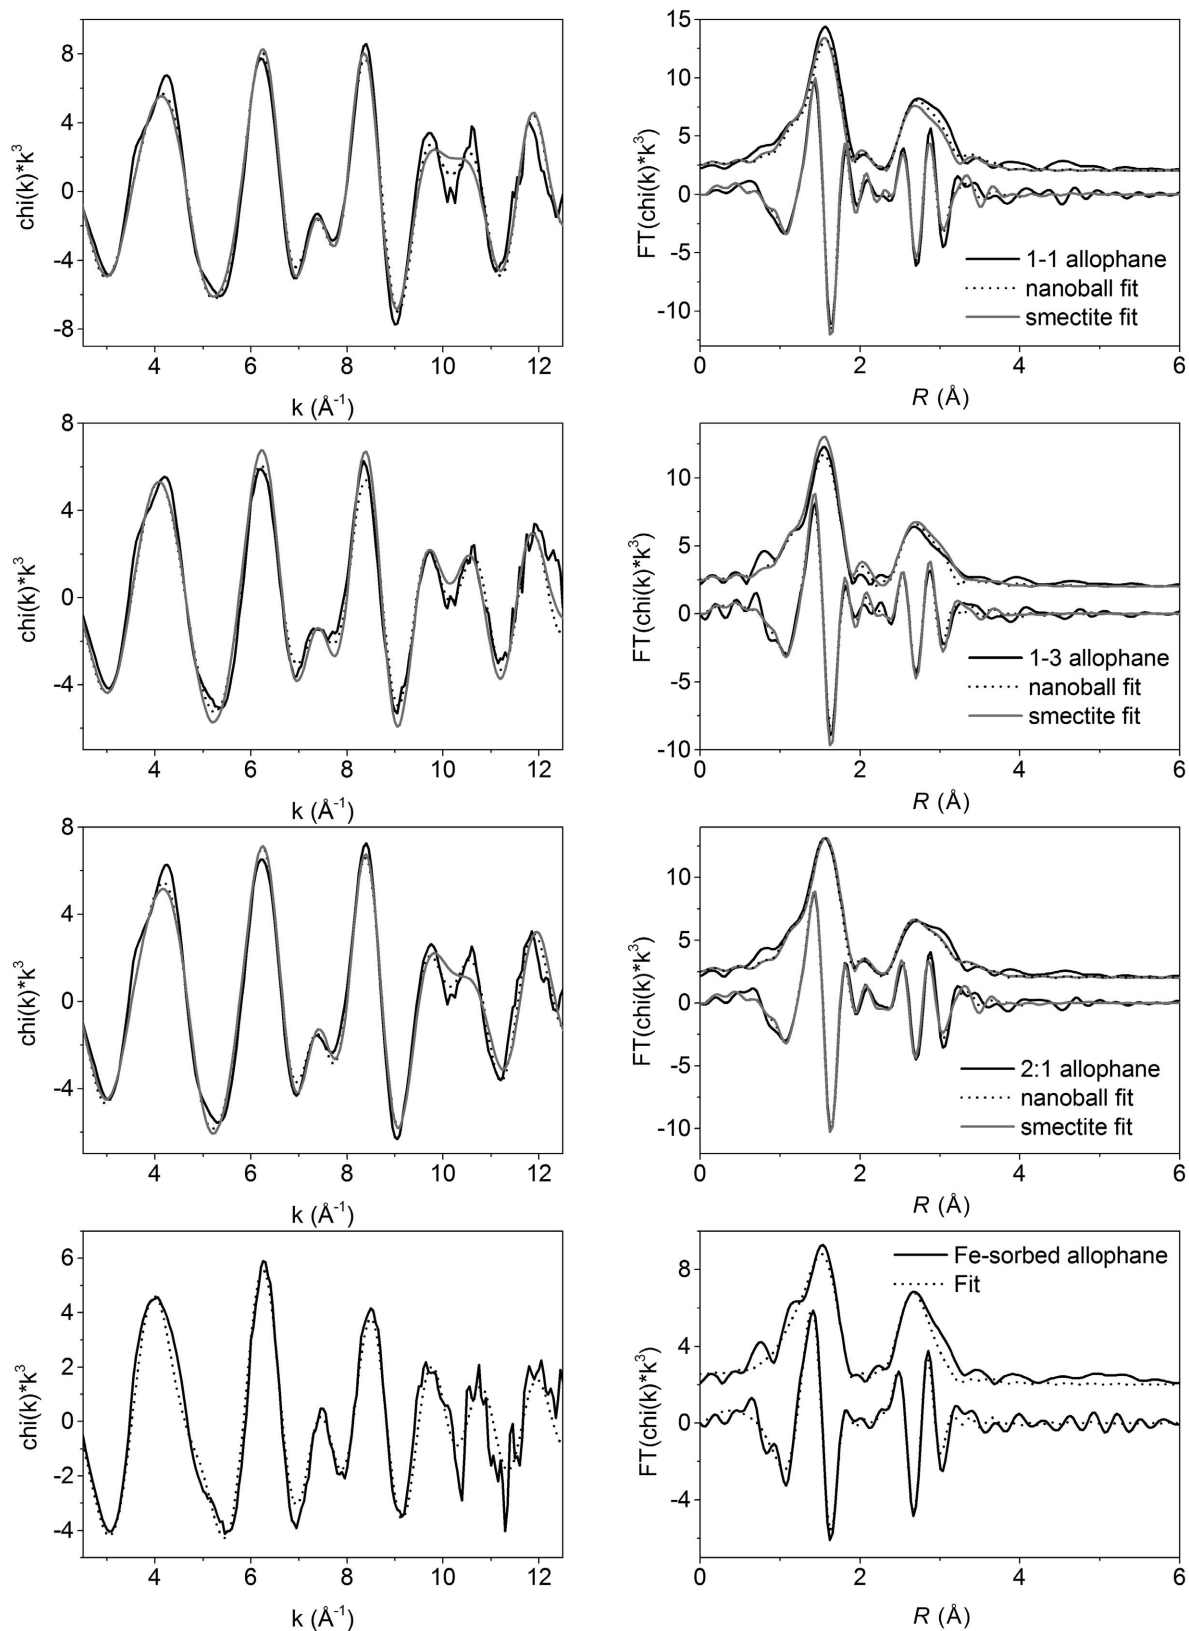 8
4
0
-4
-8
chi(k)*k³
4 6 8 10 12
k (Å⁻¹)
15
10
5
0
-5
-10
FT(chi(k)*k³)
1-1 allophane
nanoball fit
smectite fit
0 2 4 6
R (Å)
8
4
0
-4
chi(k)*k³
4 6 8 10 12
k (Å⁻¹)
10
5
0
-5
-10
FT(chi(k)*k³)
1-3 allophane
nanoball fit
smectite fit
0 2 4 6
R (Å)
8
4
0
-4
chi(k)*k³
4 6 8 10 12
k (Å⁻¹)
10
5
0
-5
-10
FT(chi(k)*k³)
2:1 allophane
nanoball fit
smectite fit
0 2 4 6
R (Å)
6
4
2
0
-2
-4
chi(k)*k³
4 6 8 10 12
k (Å⁻¹)
8
4
0
-4
FT(chi(k)*k³)
Fe-sorbed allophane
Fit
0 2 4 6
R (Å)